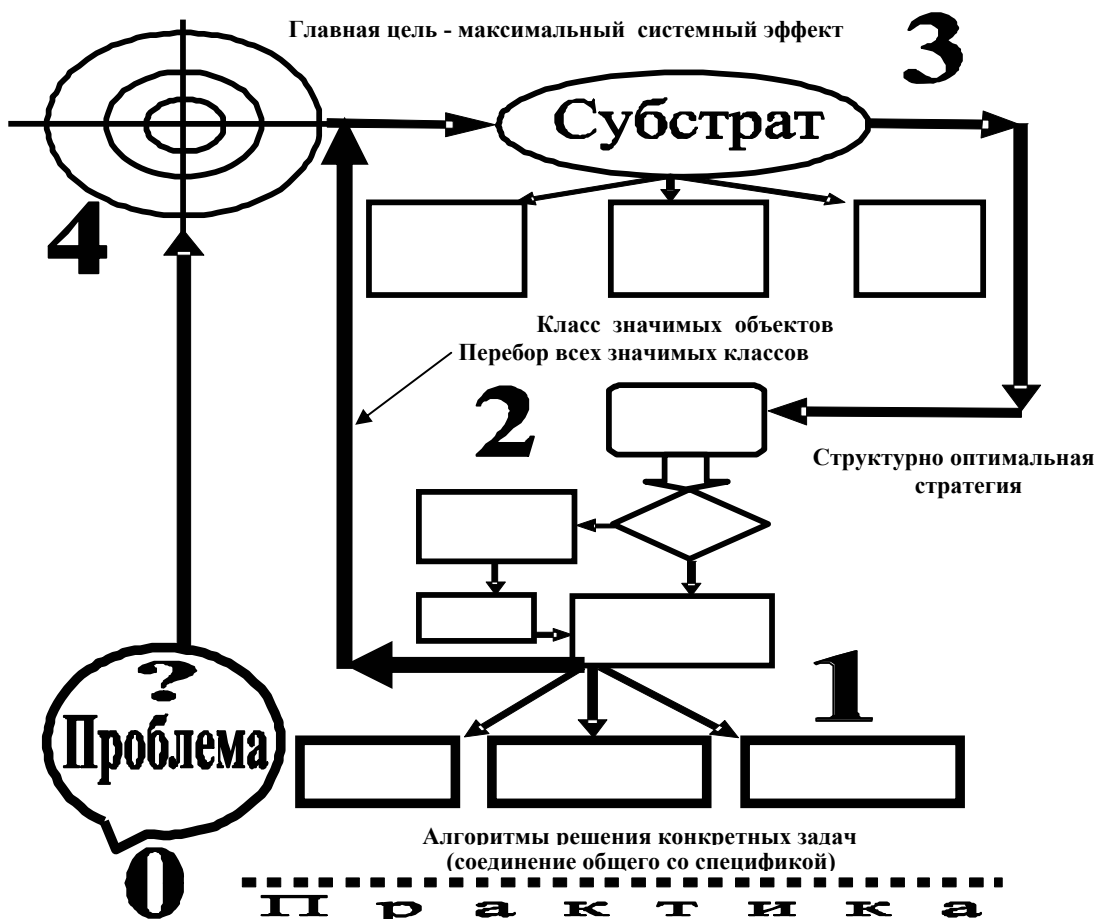 Главная цель - максимальный системный эффект
3
Субстрат
4
Класс значимых объектов
Перебор всех значимых классов
2
Структурно оптимальная
стратегия
1
?
Проблема
Алгоритмы решения конкретных задач
(соединение общего со спецификой)
0
Практика